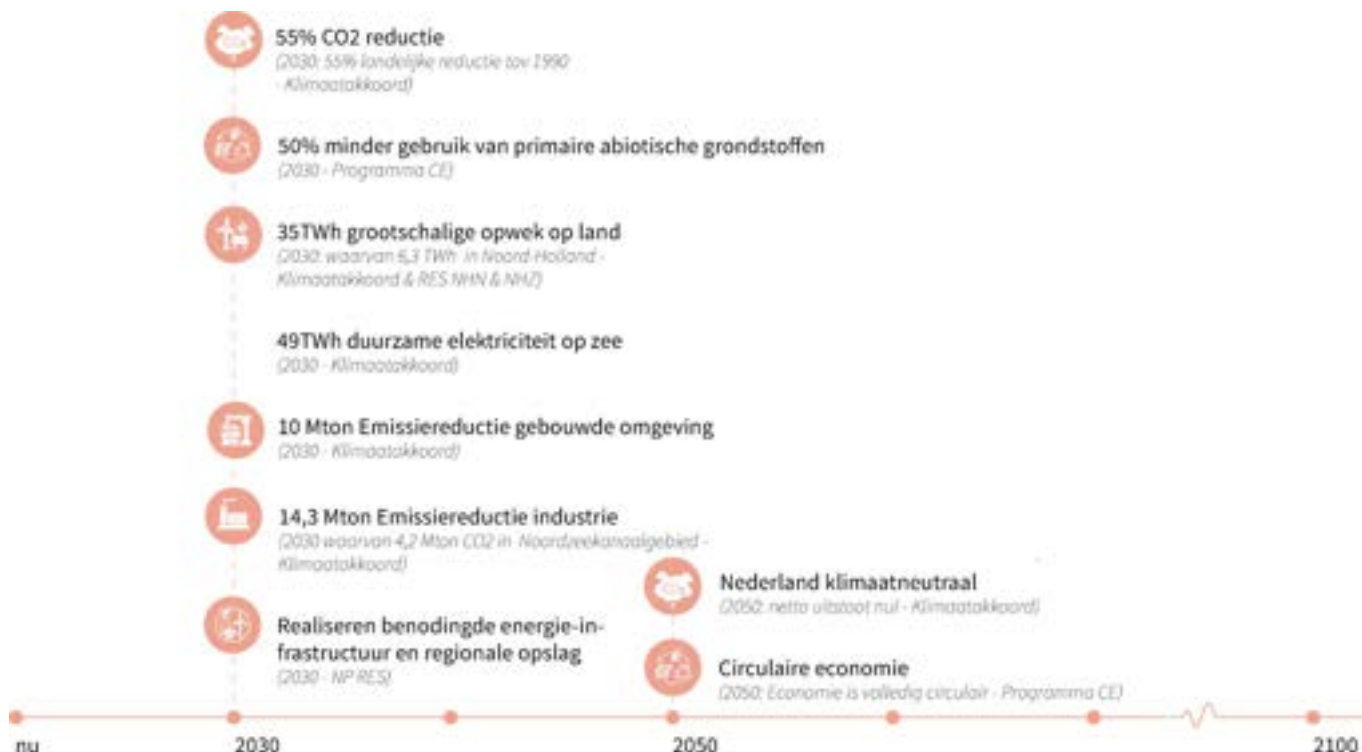 55% CO2 reductie
(2030: 55% landelijke reductie tov 1990
- Klimaatakkoord)
50% minder gebruik van primaire abiotische grondstoffen
(2030 - Programma CE)
35TWh grootschalige opwek op land
(2030: waarvan 6,3 TWh in Noord-Holland -
Klimaatakkoord & RES NHN & NHZ)
49TWh duurzame elektriciteit op zee
(2030 - Klimaatakkoord)
10 Mton Emissiereductie gebouwde omgeving
(2030 - Klimaatakkoord)
14,3 Mton Emissiereductie industrie
(2030 waarvan 4,2 Mton CO2 in Noordzeekanaalgebied -
Klimaatakkoord)
Realiseren benodingde energie-in-
frastructuur en regionale opslag
(2030 - NP RES)
Nederland klimaatneutraal
(2050: netto uitstoot nul - Klimaatakkoord)
Circulaire economie
(2050: Economie is volledig circulair - Programma CE)
nu 2030 2050 2100